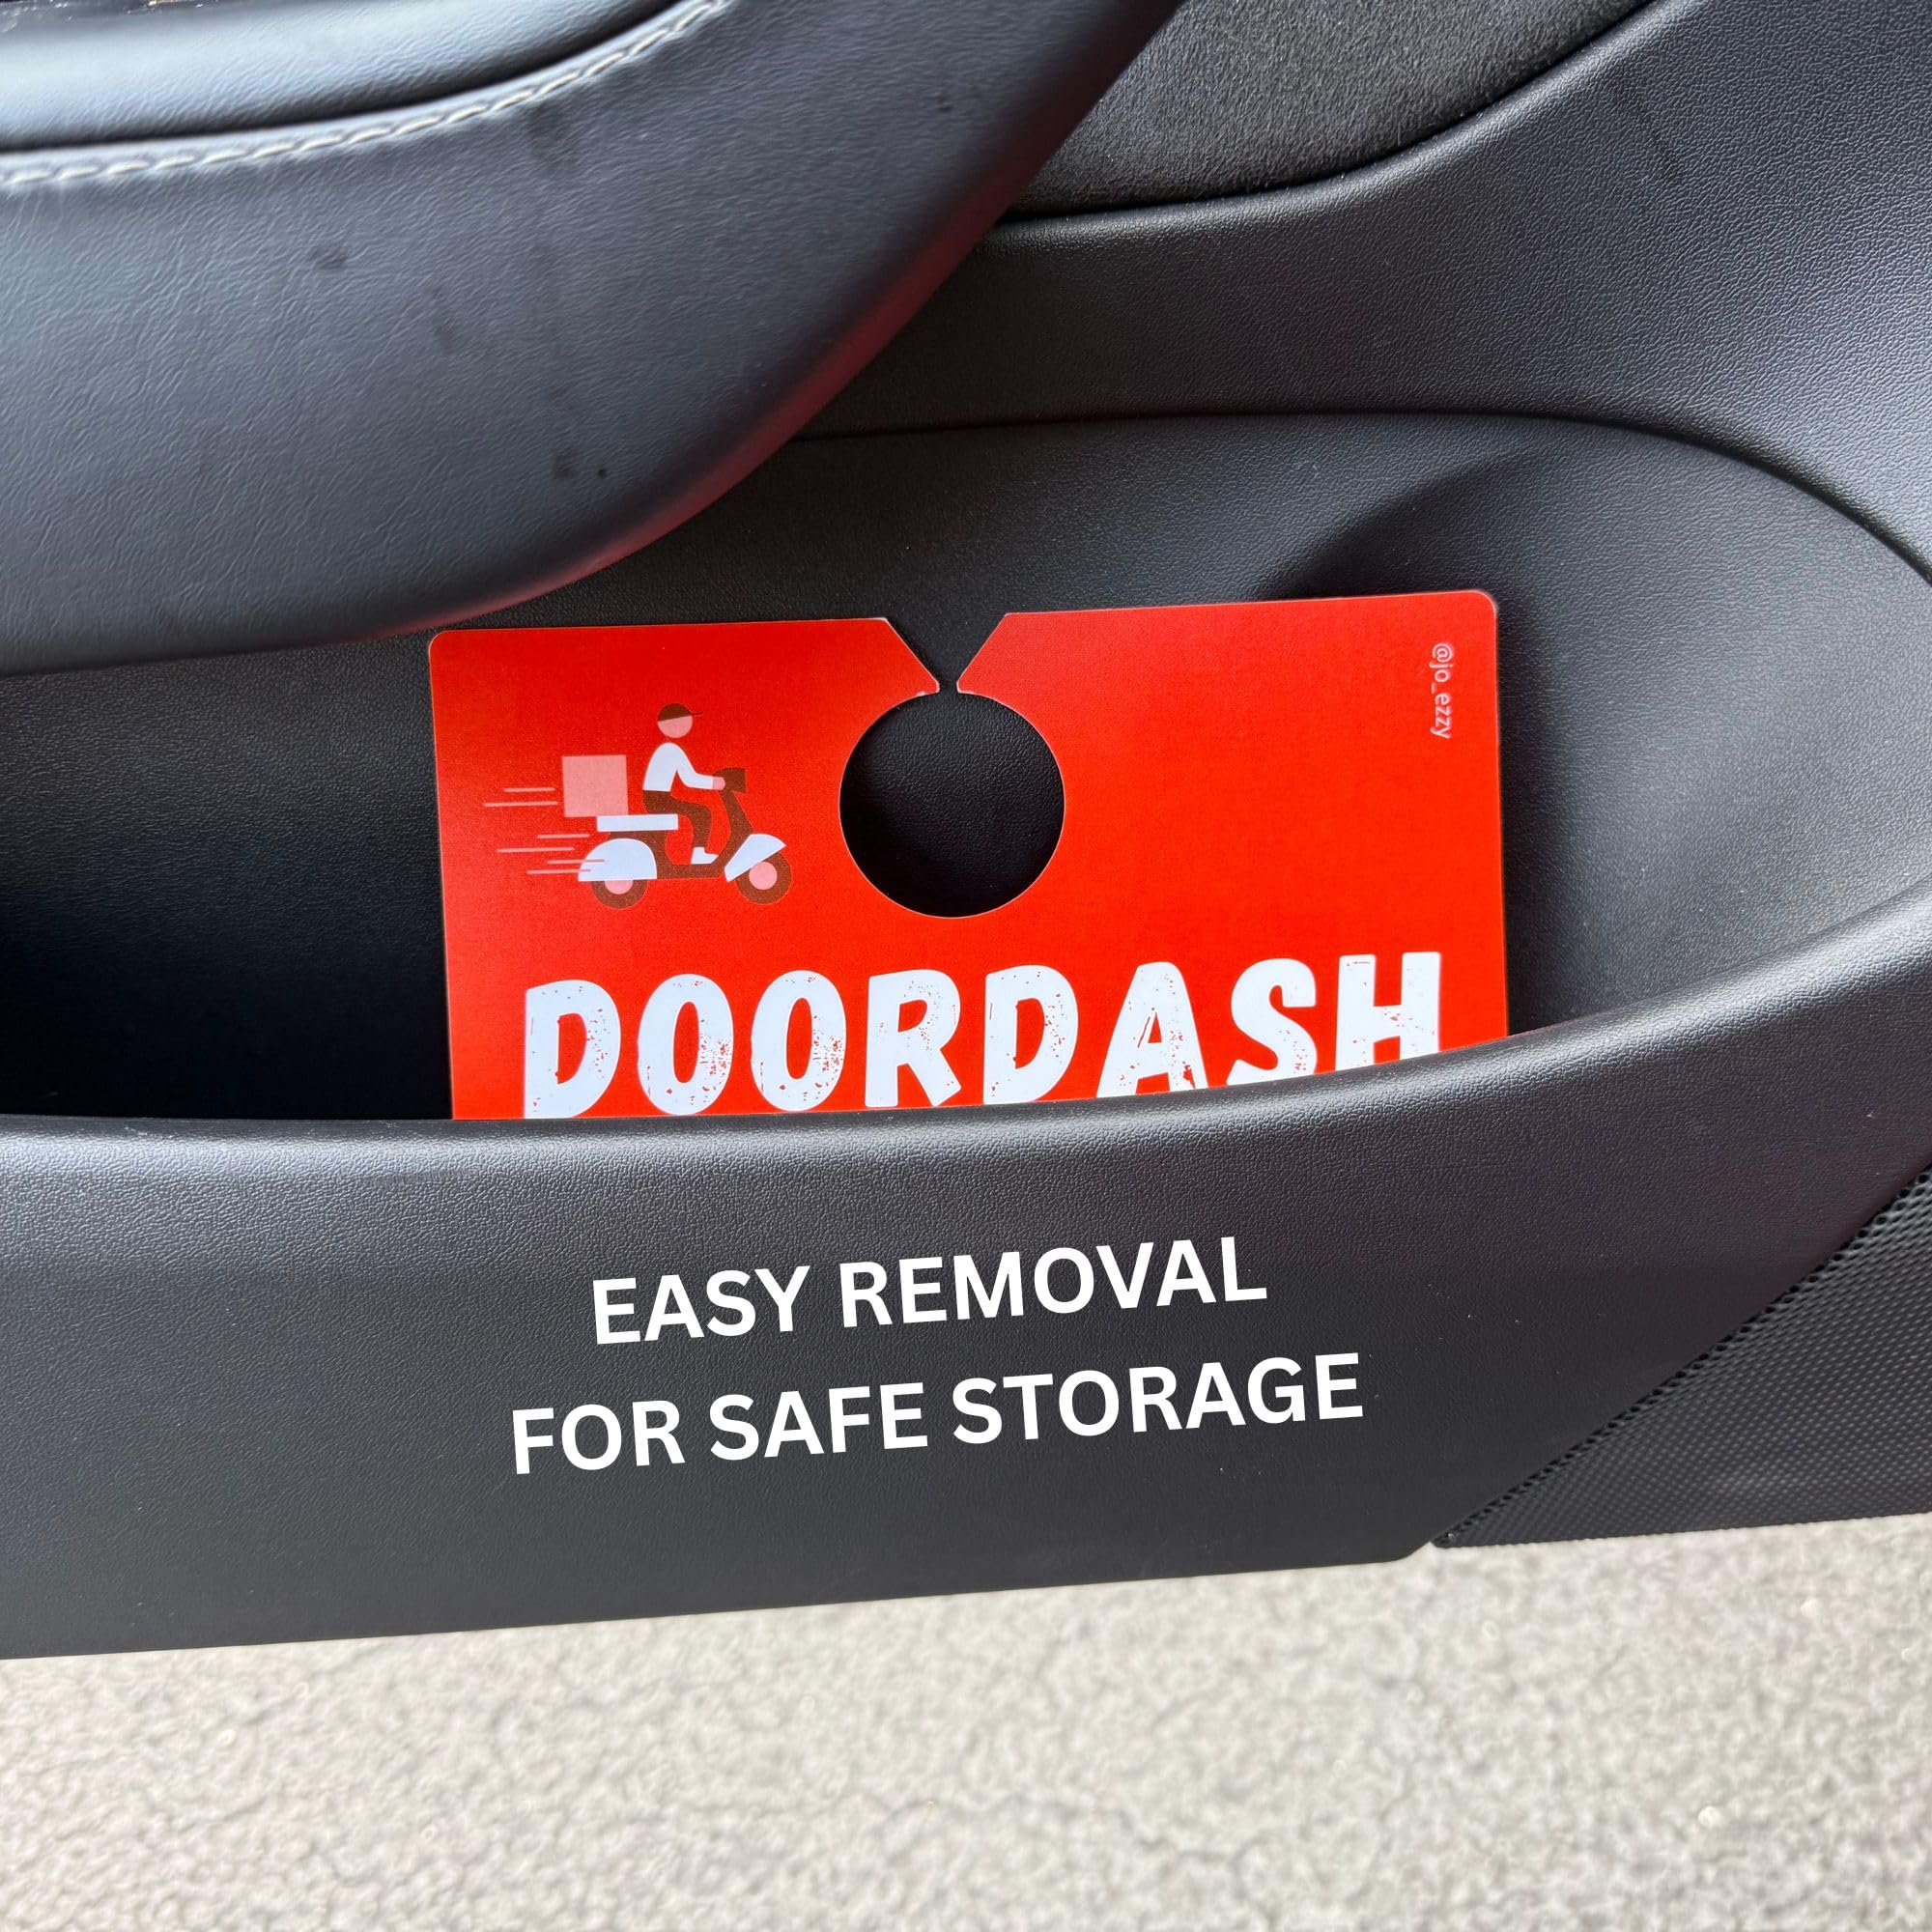 @jo_ezzy
DOORDASH
EASY REMOVAL
FOR SAFE STORAGE